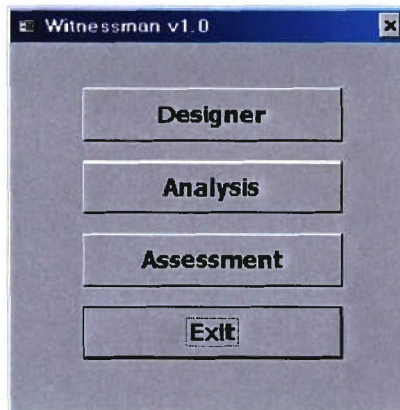 Witnessman v1.0
Designer
Analysis
Assessment
Exit